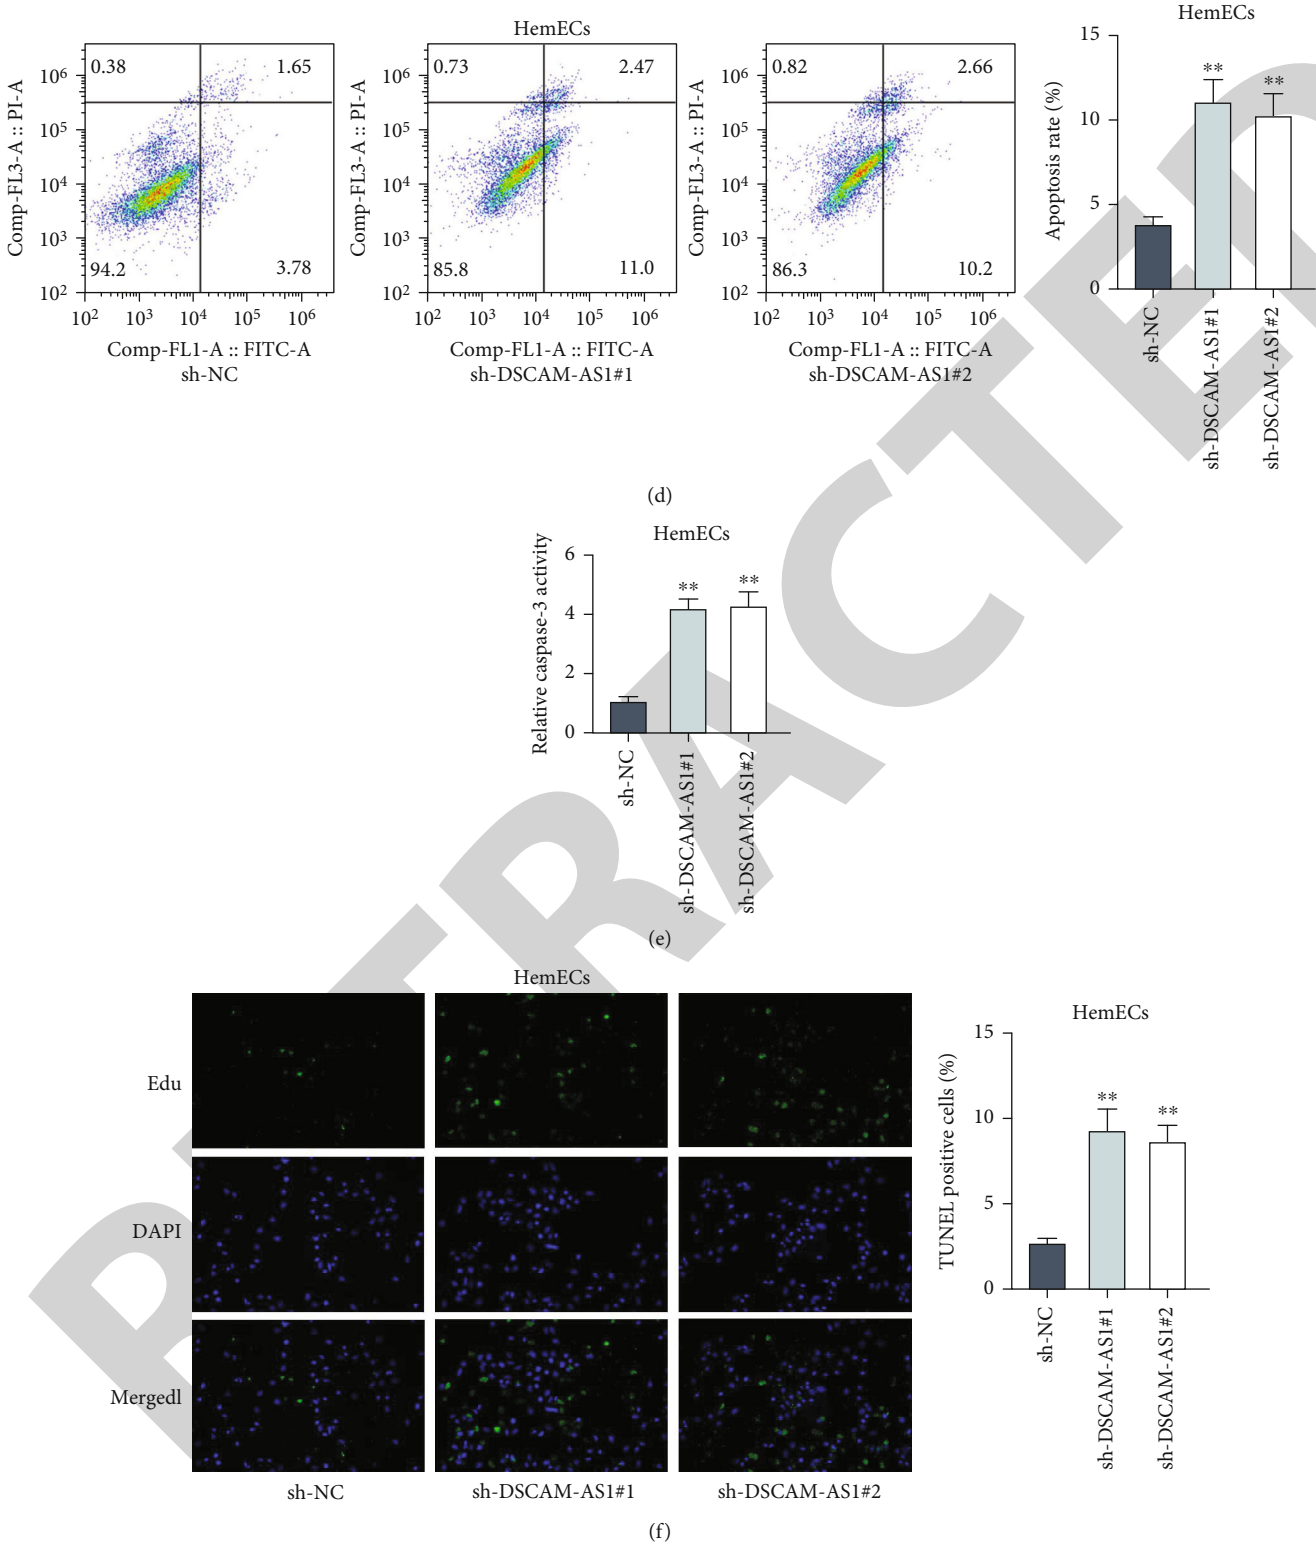 HemECs
0.38 1.65
94.2 3.78
10⁶
10⁵
10⁴
10³
10²
10² 10³ 10⁴ 10⁵ 10⁶
Comp-FL3-A :: PI-A
Comp-FL1-A :: FITC-A
sh-NC
0.73 2.47
85.8 11.0
10⁶
10⁵
10⁴
10³
10²
10² 10³ 10⁴ 10⁵ 10⁶
Comp-FL3-A :: PI-A
Comp-FL1-A :: FITC-A
sh-DSCAM-AS1#1
0.82 2.66
86.3 10.2
10⁶
10⁵
10⁴
10³
10²
10² 10³ 10⁴ 10⁵ 10⁶
Comp-FL3-A :: PI-A
Comp-FL1-A :: FITC-A
sh-DSCAM-AS1#2
HemECs
15
10
5
0
Apoptosis rate (%)
** **
sh-NC
sh-DSCAM-AS1#1
sh-DSCAM-AS1#2
(d)
HemECs
6
4
2
0
Relative caspase-3 activity
** **
sh-NC
sh-DSCAM-AS1#1
sh-DSCAM-AS1#2
(e)
HemECs
Edu
DAPI
Mergedl
sh-NC sh-DSCAM-AS1#1 sh-DSCAM-AS1#2
HemECs
15
10
5
0
TUNEL positive cells (%)
** **
sh-NC
sh-DSCAM-AS1#1
sh-DSCAM-AS1#2
(f)
RETRACTED